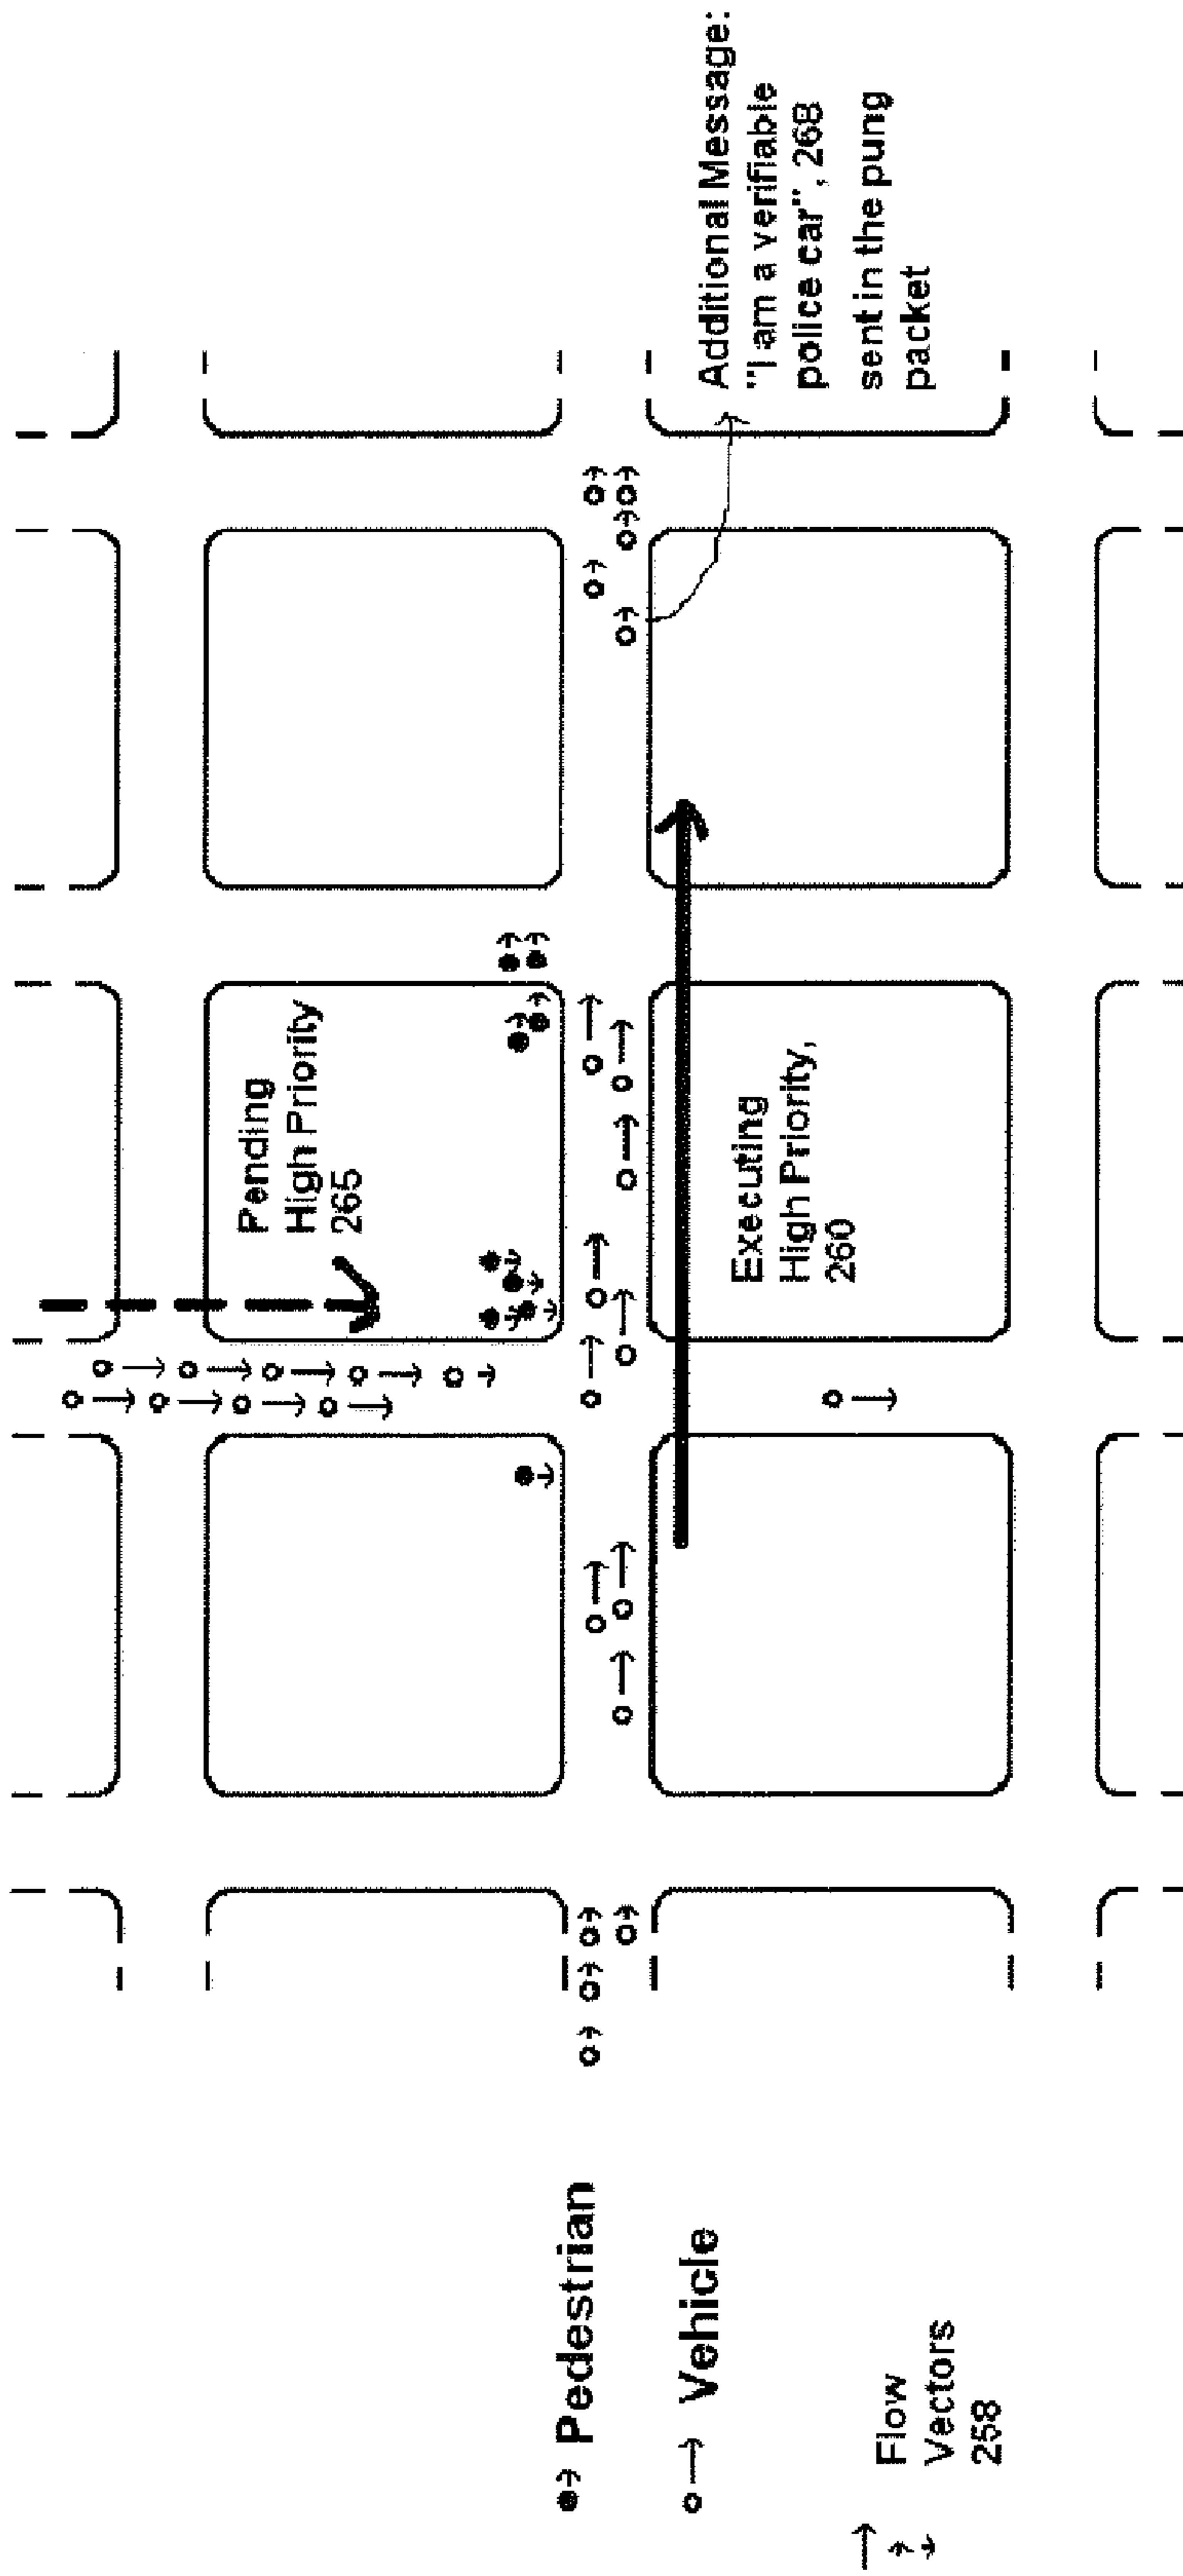 Pending
High Priority
265
Additional Message:
"I am a verifiable
police car", 268
sent in the pung
packet
Executing
High Priority,
260
Pedestrian
Vehicle
Flow
Vectors
258